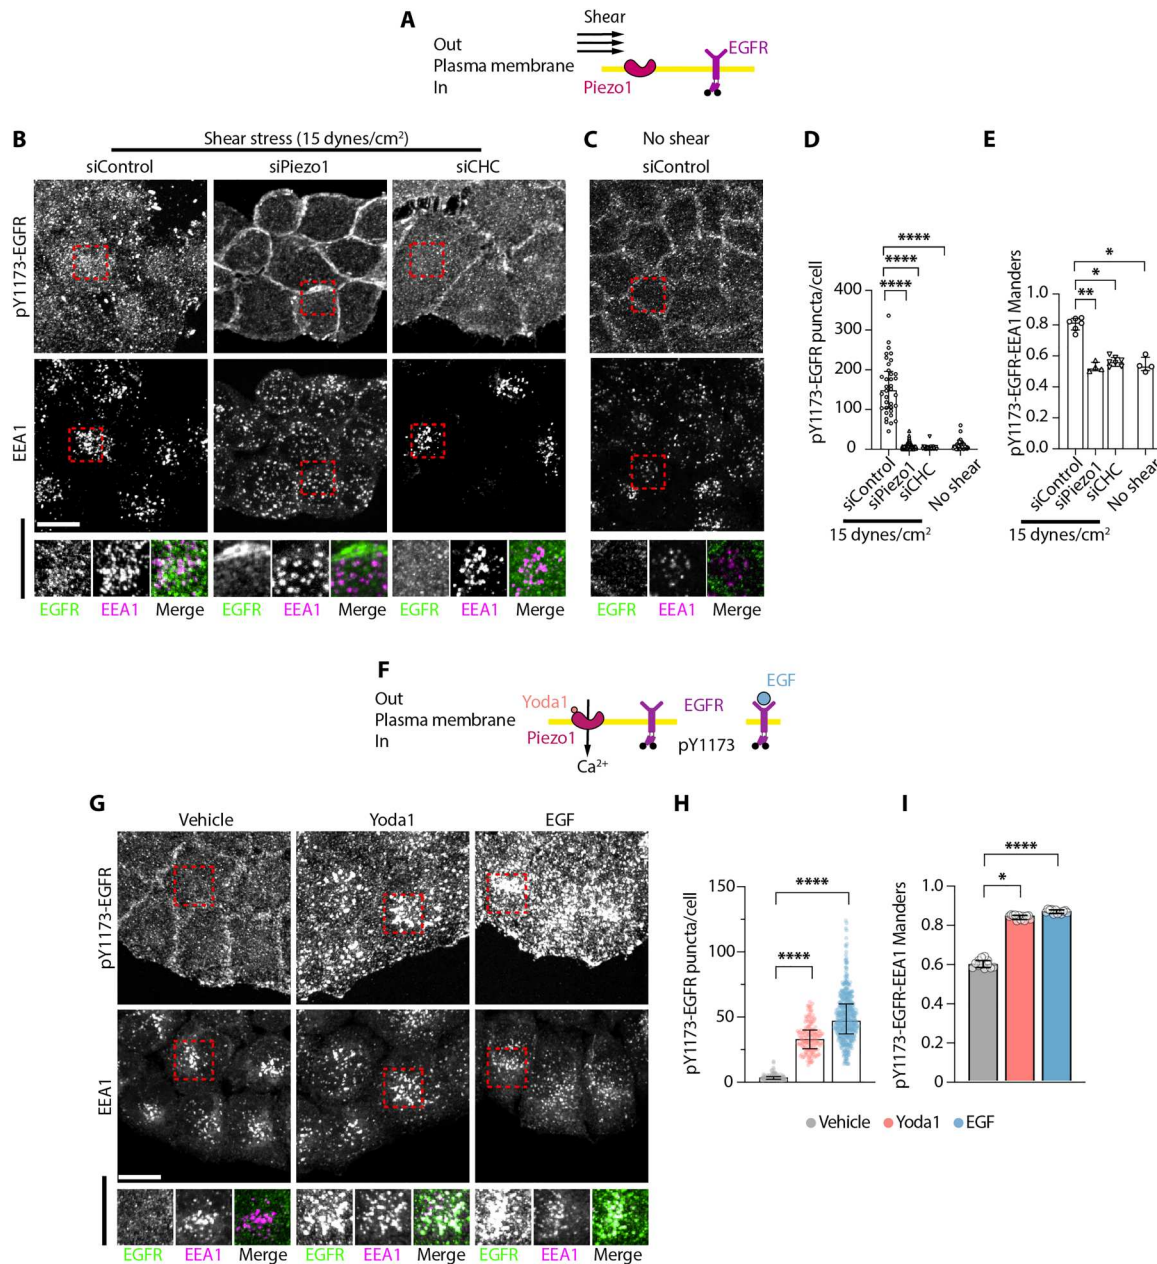 A
Shear
Out
EGFR
Plasma membrane
In
Piezo1
B
Shear stress (15 dynes/cm²)
siControl
siPiezo1
siCHC
pY1173-EGFR
EEA1
EGFR
EEA1
Merge
EGFR
EEA1
Merge
EGFR
EEA1
Merge
C
No shear
siControl
EGFR
EEA1
Merge
D
****
****
****
pY1173-EGFR puncta/cell
400
300
200
100
0
siControl
siPiezo1
siCHC
No shear
15 dynes/cm²
E
*
*
**
pY1173-EGFR-EEA1 Manders
1.0
0.8
0.6
0.4
0.2
0.0
siControl
siPiezo1
siCHC
No shear
15 dynes/cm²
F
EGF
Out
Yoda1
EGFR
Plasma membrane
In
Piezo1
pY1173
Ca²⁺
G
Vehicle
Yoda1
EGF
pY1173-EGFR
EEA1
EGFR
EEA1
Merge
EGFR
EEA1
Merge
EGFR
EEA1
Merge
H
****
****
pY1173-EGFR puncta/cell
150
100
50
0
I
****
*
pY1173-EGFR-EEA1 Manders
1.0
0.8
0.6
0.4
0.2
0
Vehicle
Yoda1
EGF